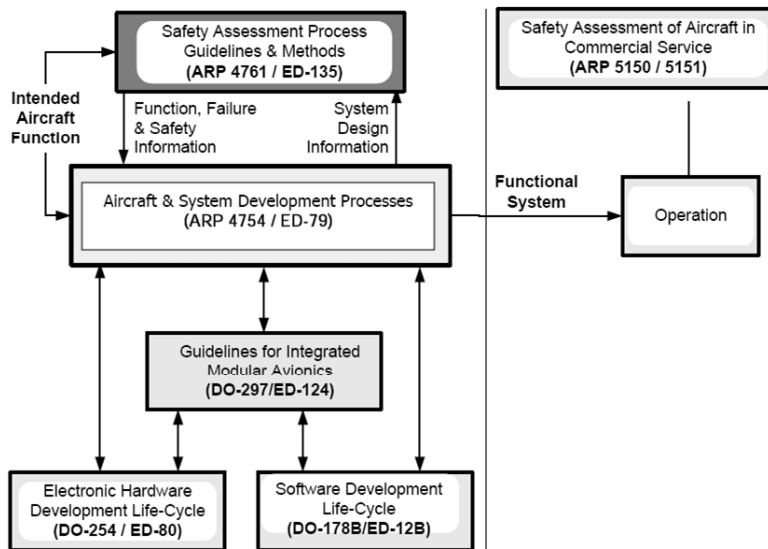 Safety Assessment Process
Guidelines & Methods
(ARP 4761 / ED-135)
Safety Assessment of Aircraft in
Commercial Service
(ARP 5150 / 5151)
Intended
Aircraft
Function
Function, Failure
& Safety
Information
System
Design
Information
Aircraft & System Development Processes
(ARP 4754 / ED-79)
Functional
System
Operation
Guidelines for Integrated
Modular Avionics
(DO-297/ED-124)
Electronic Hardware
Development Life-Cycle
(DO-254 / ED-80)
Software Development
Life-Cycle
(DO-178B/ED-12B)